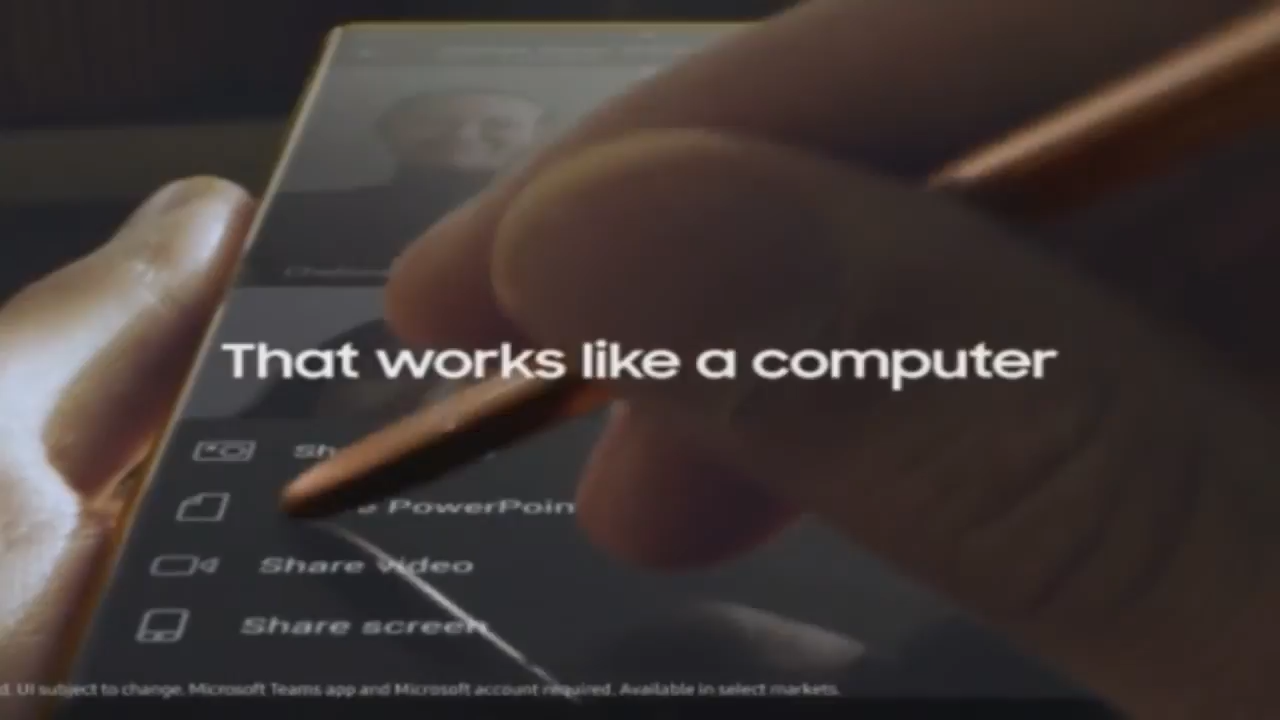 That works like a computer
PowerPoin
Share video
Share screen
d. UI subject to change. Microsoft Teams app and Microsoft account required. Available in select markets.